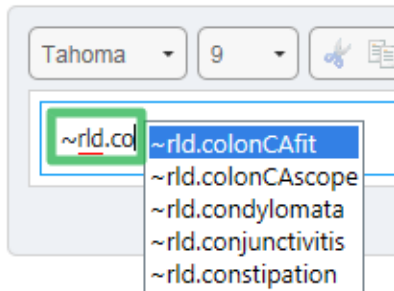 Tahoma 9
~rld.co
~rld.colonCAfit
~rld.colonCAscope
~rld.condylomata
~rld.conjunctivitis
~rld.constipation